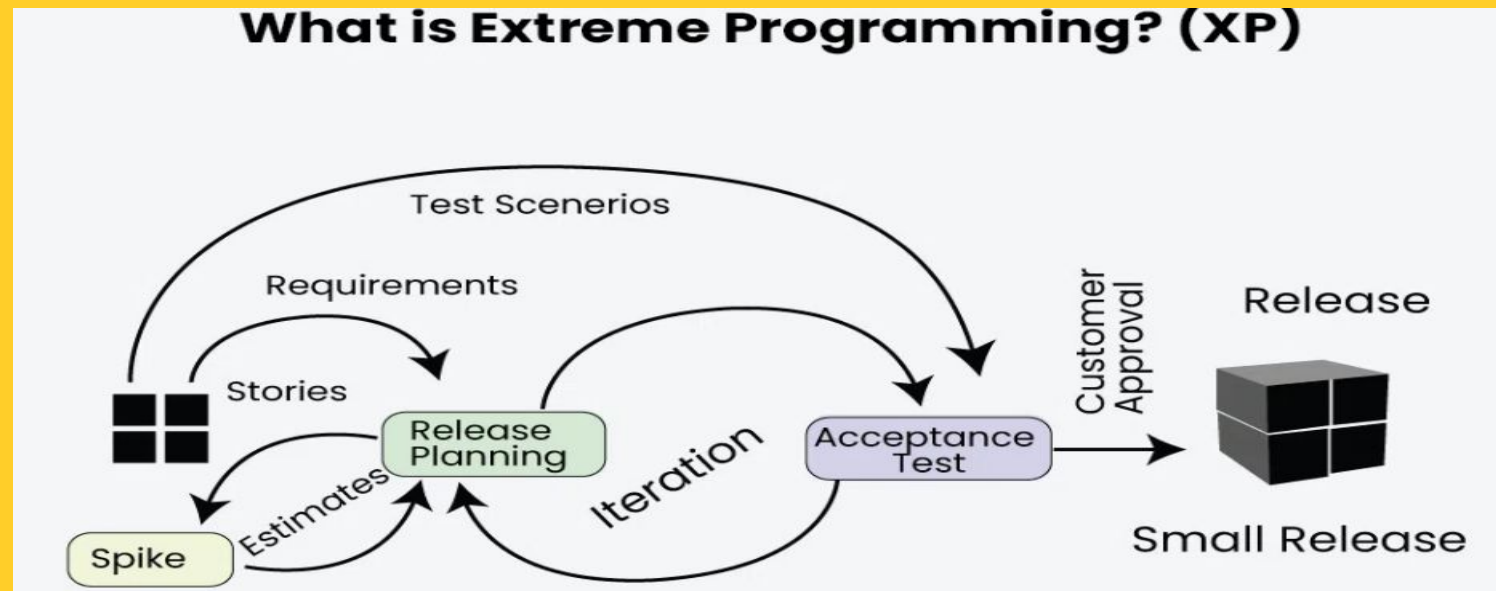 What is Extreme Programming? (XP)
Test Scenerios
Requirements
Stories
Release
Planning
Estimates
Spike
Iteration
Acceptance
Test
Customer
Approval
Release
Small Release